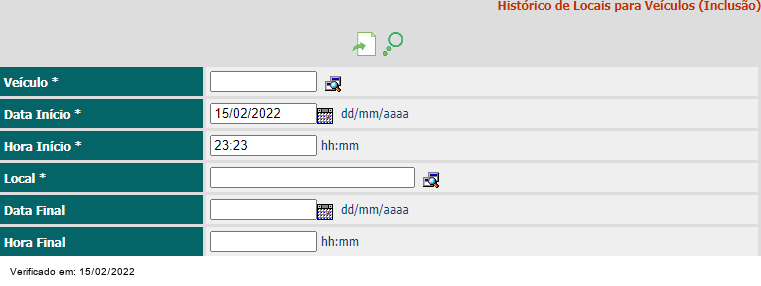 Histórico de Locais para Veículos (Inclusão)
Veículo *
Data Início * 15/02/2022 dd/mm/aaaa
Hora Início * 23:23 hh:mm
Local *
Data Final dd/mm/aaaa
Hora Final hh:mm
Verificado em: 15/02/2022